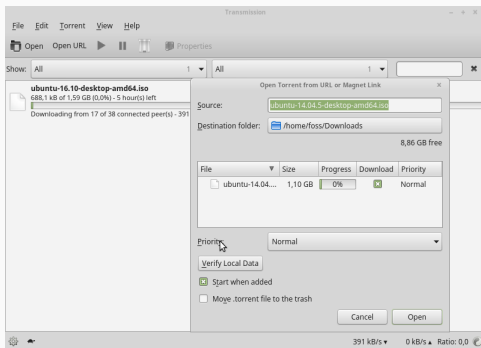 Transmission
File Edit Torrent View Help
Open Open URL Properties
Show: All 1 All 1
ubuntu-16.10-desktop-amd64.iso
688,1 kB of 1,59 GB (0,0%) - 5 hour(s) left
Downloading from 17 of 38 connected peer(s) - 391
Open Torrent from URL or Magnet Link
Source: ubuntu-14.04.5-desktop-amd64.iso
Destination folder: /home/foss/Downloads
8,86 GB free
File Size Progress Download Priority
ubuntu-14.04.... 1,10 GB 0% Normal
Priority: Normal
Verify Local Data
Start when added
Move .torrent file to the trash
Cancel Open
391 kB/s 0 kB/s Ratio: 0,0